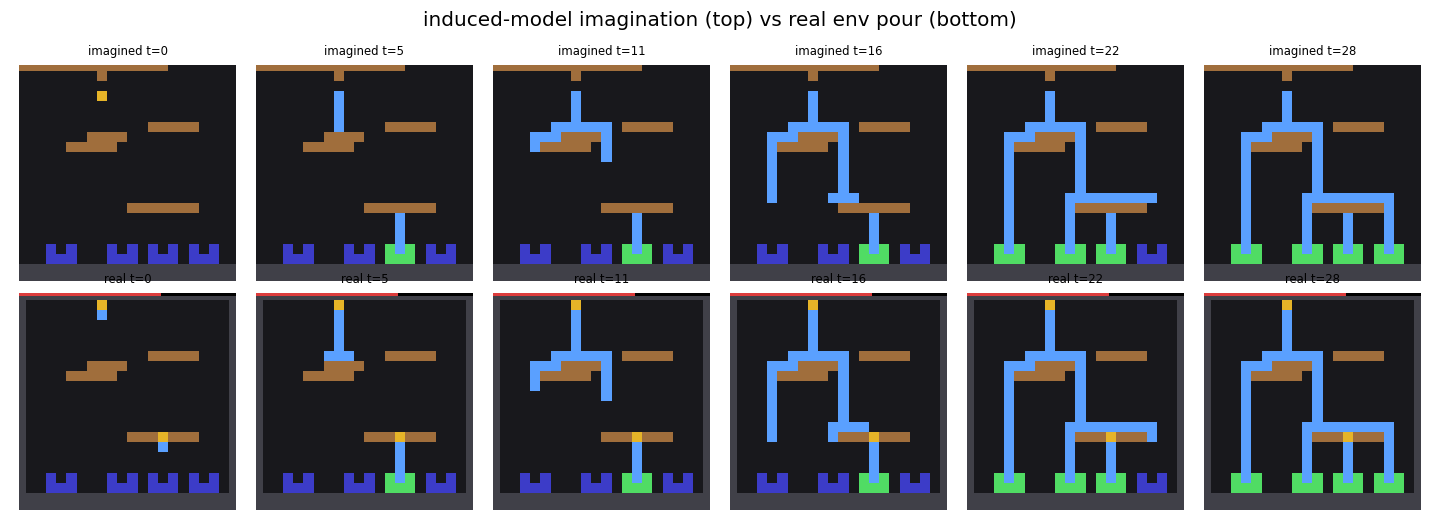 induced-model imagination (top) vs real env pour (bottom)
imagined t=0
imagined t=5
imagined t=11
imagined t=16
imagined t=22
imagined t=28
real t=0
real t=5
real t=11
real t=16
real t=22
real t=28